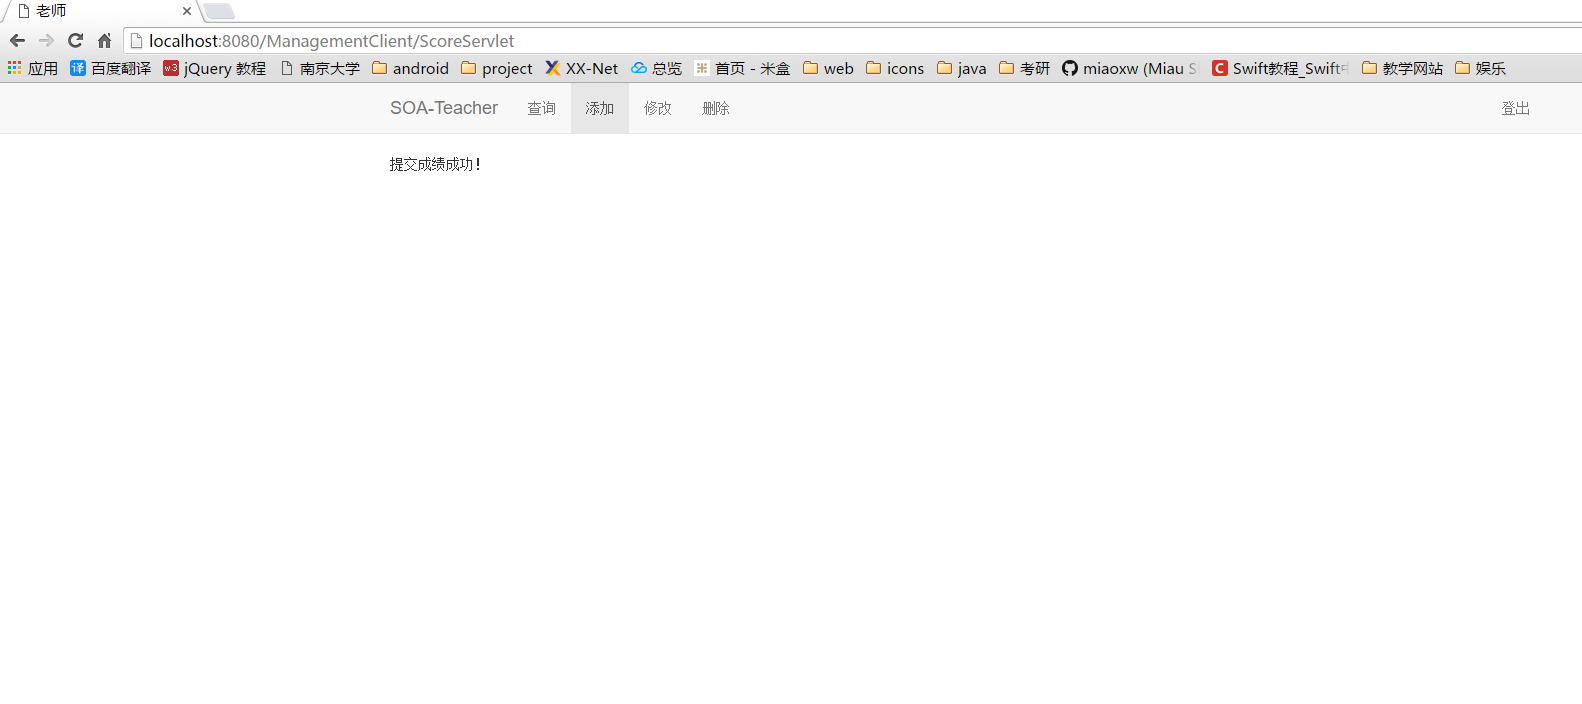 老师
localhost:8080/ManagementClient/ScoreServlet
应用 译 百度翻译 w3 jQuery 教程 南京大学 android project XX-Net 总览 米 首页 - 米盒 web icons java 考研 miaoxw (Miau C Swift教程_Swift 教学网站 娱乐
SOA-Teacher 查询 添加 修改 删除 登出
提交成绩成功！